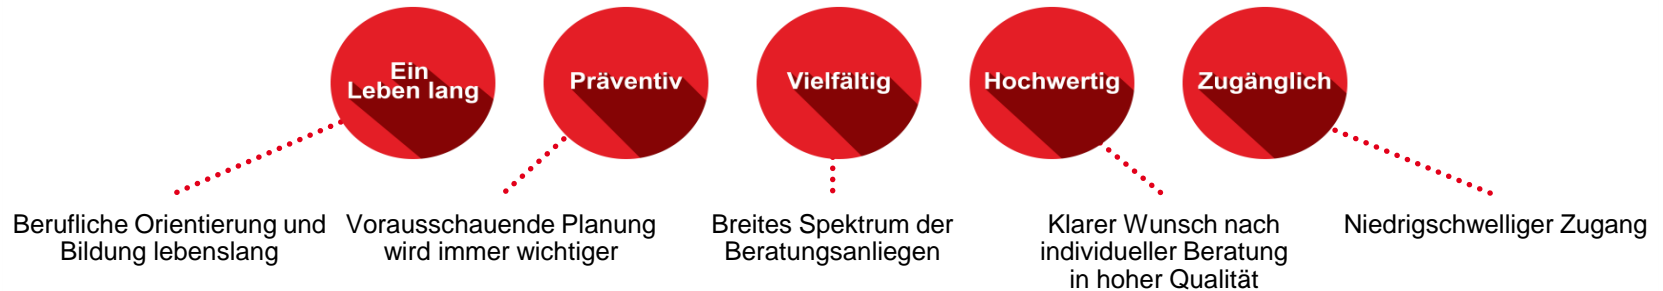 Ein
Leben lang
Präventiv
Vielfältig
Hochwertig
Zugänglich
Berufliche Orientierung und
Bildung lebenslang
Vorausschauende Planung
wird immer wichtiger
Breites Spektrum der
Beratungsanliegen
Klarer Wunsch nach
individueller Beratung
in hoher Qualität
Niedrigschwelliger Zugang